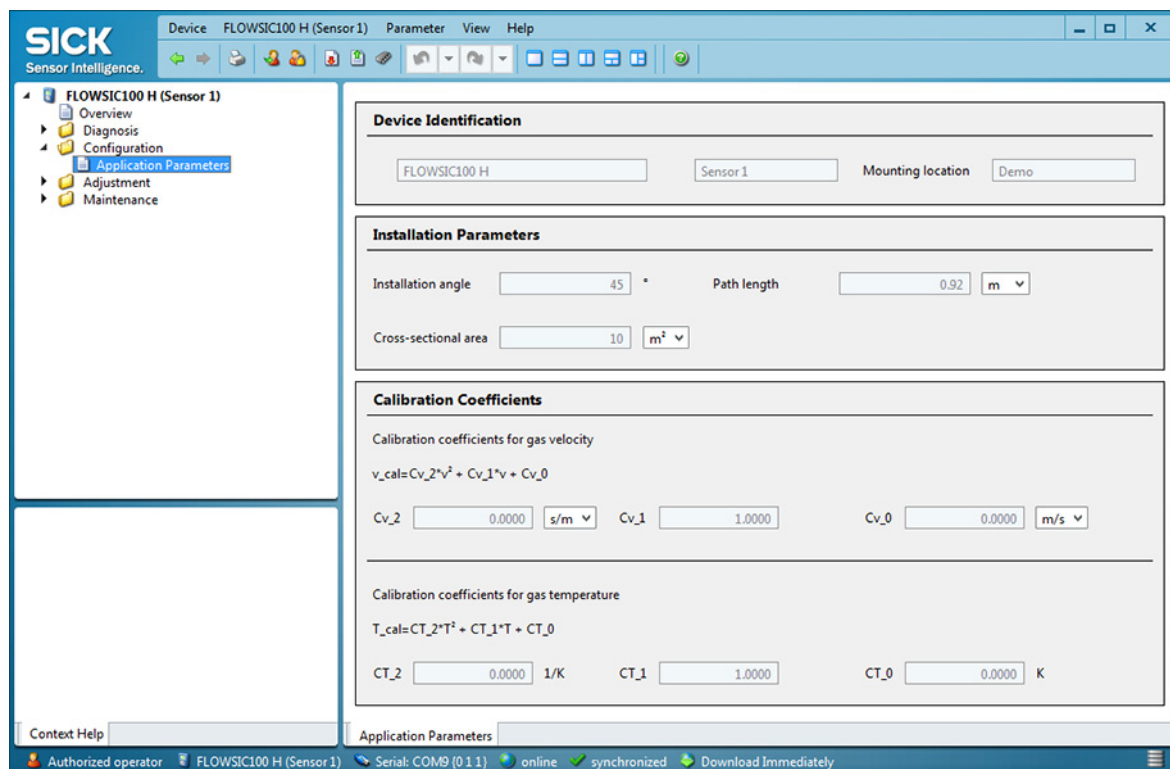 SICK
Sensor Intelligence.
Device FLOWSIC100 H (Sensor 1) Parameter View Help
FLOWSIC100 H (Sensor 1)
Overview
Diagnosis
Configuration
Application Parameters
Adjustment
Maintenance
Context Help
Device Identification
FLOWSIC100 H Sensor 1 Mounting location Demo
Installation Parameters
Installation angle 45 ° Path length 0.92 m
Cross-sectional area 10 m²
Calibration Coefficients
Calibration coefficients for gas velocity
v_cal=Cv_2*v² + Cv_1*v + Cv_0
Cv_2 0.0000 s/m Cv_1 1.0000 Cv_0 0.0000 m/s
Calibration coefficients for gas temperature
T_cal=CT_2*T² + CT_1*T + CT_0
CT_2 0.0000 1/K CT_1 1.0000 CT_0 0.0000 K
Application Parameters
Authorized operator FLOWSIC100 H (Sensor 1) Serial: COM9 (0 1 1) online synchronized Download Immediately